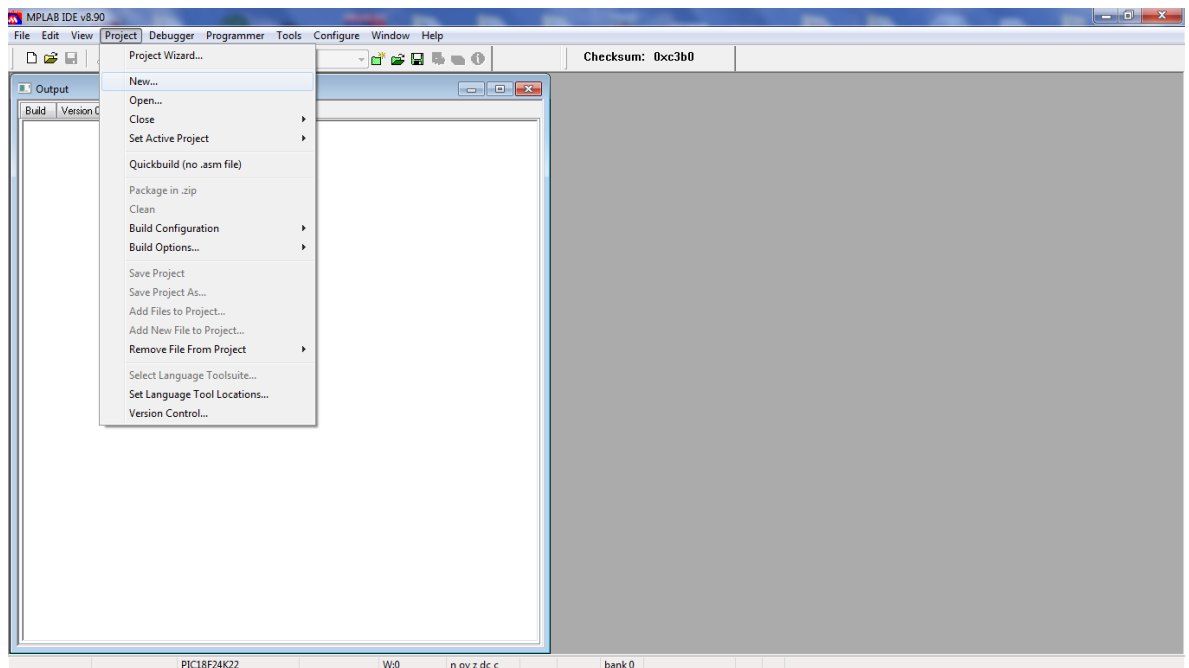 MPLAB IDE v8.90
File Edit View Project Debugger Programmer Tools Configure Window Help
Checksum: 0xc3b0
Output
Build Version C
Project Wizard...
New...
Open...
Close
Set Active Project
Quickbuild (no .asm file)
Package in .zip
Clean
Build Configuration
Build Options...
Save Project
Save Project As...
Add Files to Project...
Add New File to Project...
Remove File From Project
Select Language Toolsuite...
Set Language Tool Locations...
Version Control...
PIC18F24K22 W:0 n ov z dc c bank 0